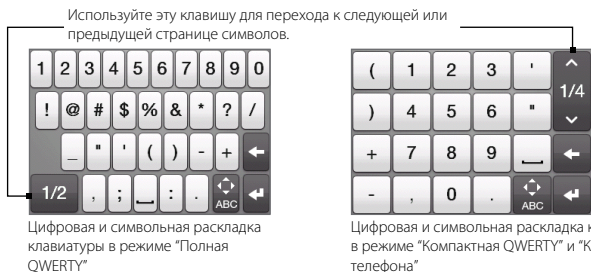 Используйте эту клавишу для перехода к следующей или
предыдущей странице символов.
1 2 3 4 5 6 7 8 9 0
! @ # $ % & * ? /
_ " ' ( ) - +
1/2 , ; : . ABC
Цифровая и символьная раскладка
клавиатуры в режиме “Полная
QWERTY”
( 1 2 3 ' 1/4
) 4 5 6 "
+ 7 8 9
- , 0 . ABC
Цифровая и символьная раскладка
в режиме “Компактная QWERTY” и
телефона”